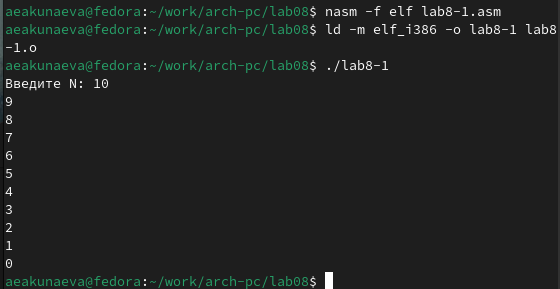 aeakunaeva@fedora:~/work/arch-pc/lab08$ nasm -f elf lab8-1.asm
aeakunaeva@fedora:~/work/arch-pc/lab08$ ld -m elf_i386 -o lab8-1 lab8
-1.o
aeakunaeva@fedora:~/work/arch-pc/lab08$ ./lab8-1
Введите N: 10
9
8
7
6
5
4
3
2
1
0
aeakunaeva@fedora:~/work/arch-pc/lab08$